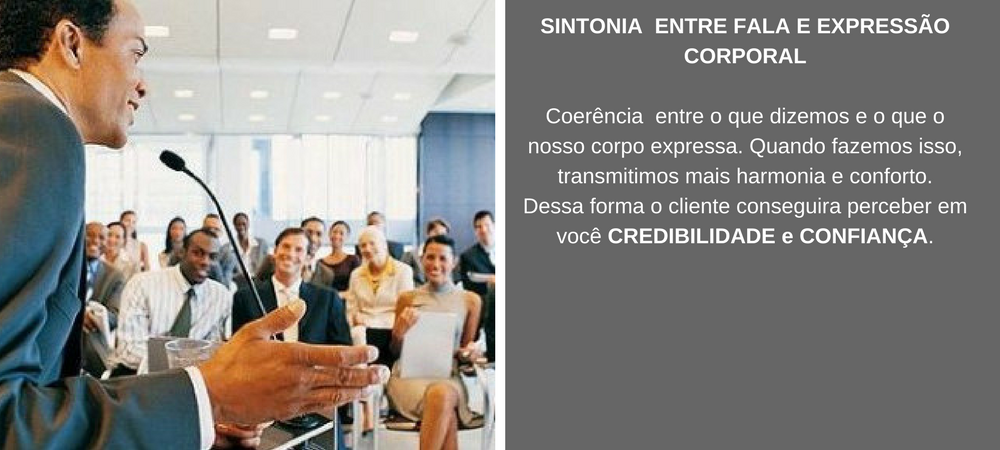 SINTONIA  ENTRE FALA E EXPRESSÃO
CORPORAL
Coerência  entre o que dizemos e o que o
nosso corpo expressa. Quando fazemos isso,
transmitimos mais harmonia e conforto.
Dessa forma o cliente conseguira perceber em
você CREDIBILIDADE e CONFIANÇA.